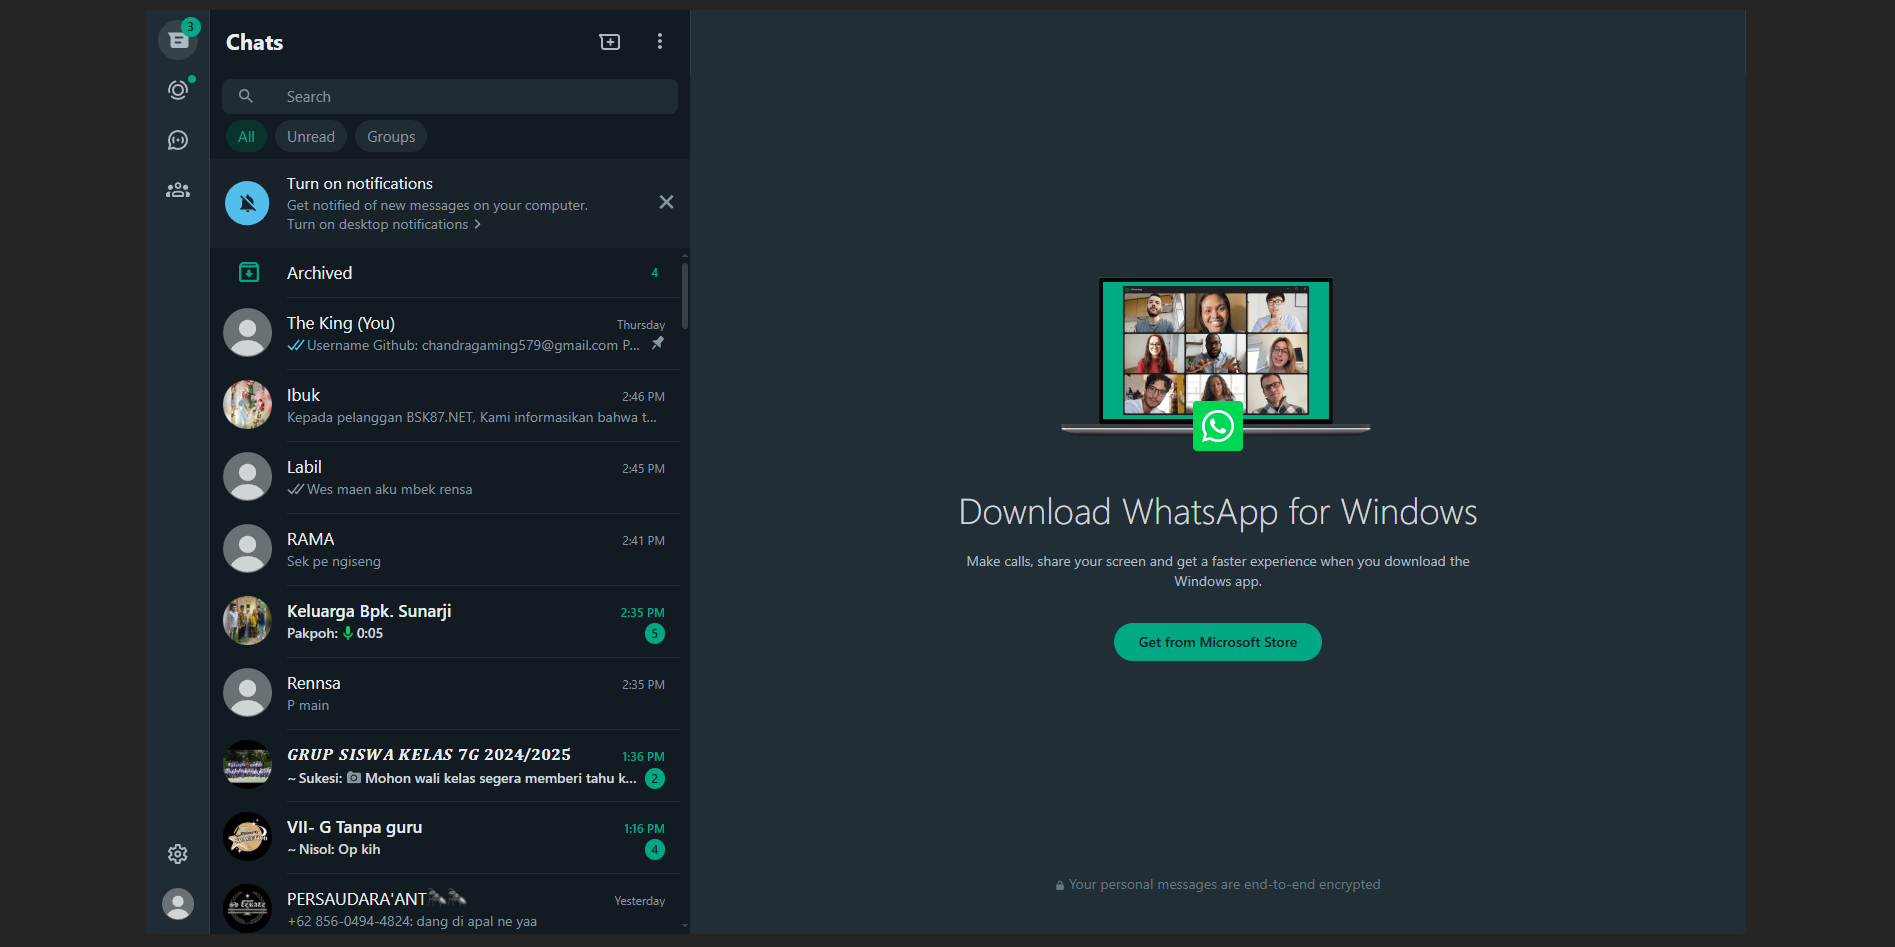 3
Chats
Search
All
Unread
Groups
Turn on notifications
Get notified of new messages on your computer.
Turn on desktop notifications >
Archived
4
The King (You)
Thursday
Username Github: chandragaming579@gmail.com P...
Ibuk
2:46 PM
Kepada pelanggan BSK87.NET, Kami informasikan bahwa t...
Labil
2:45 PM
Wes maen aku mbek rensa
RAMA
2:41 PM
Sek pe ngiseng
Keluarga Bpk. Sunarji
2:35 PM
Pakpoh: 0:05
5
Rennsa
2:35 PM
P main
GRUP SISWA KELAS 7G 2024/2025
1:36 PM
~ Sukesi: Mohon wali kelas segera memberi tahu k...
2
VII- G Tanpa guru
1:16 PM
~ Nisol: Op kih
4
PERSAUDARA'ANT
Yesterday
+62 856-0494-4824: dang di apal ne yaa
Download WhatsApp for Windows
Make calls, share your screen and get a faster experience when you download the
Windows app.
Get from Microsoft Store
Your personal messages are end-to-end encrypted